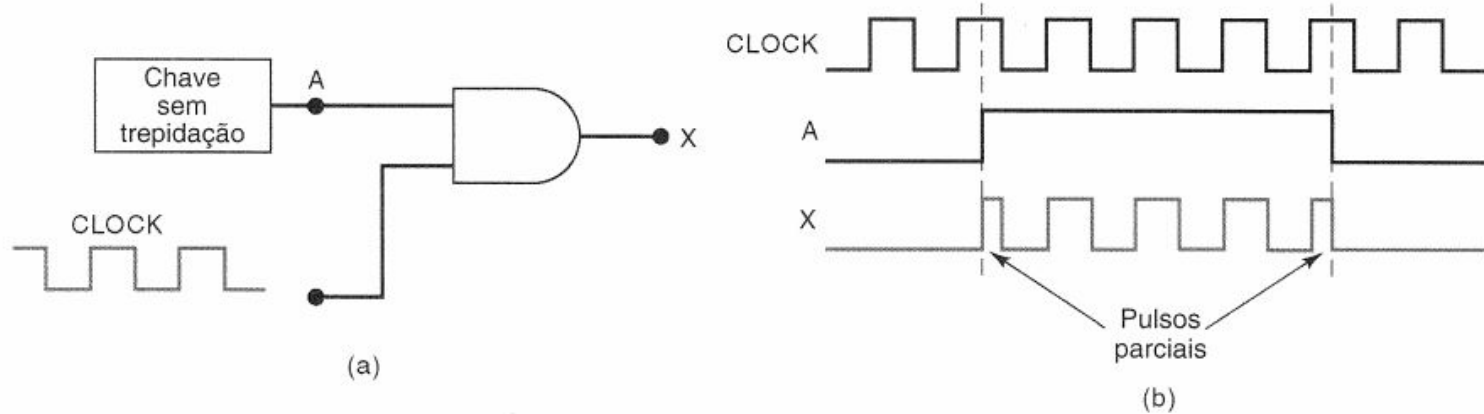 Chave
sem
trepidação
A
X
CLOCK
(a)
CLOCK
A
X
Pulsos
parciais
(b)